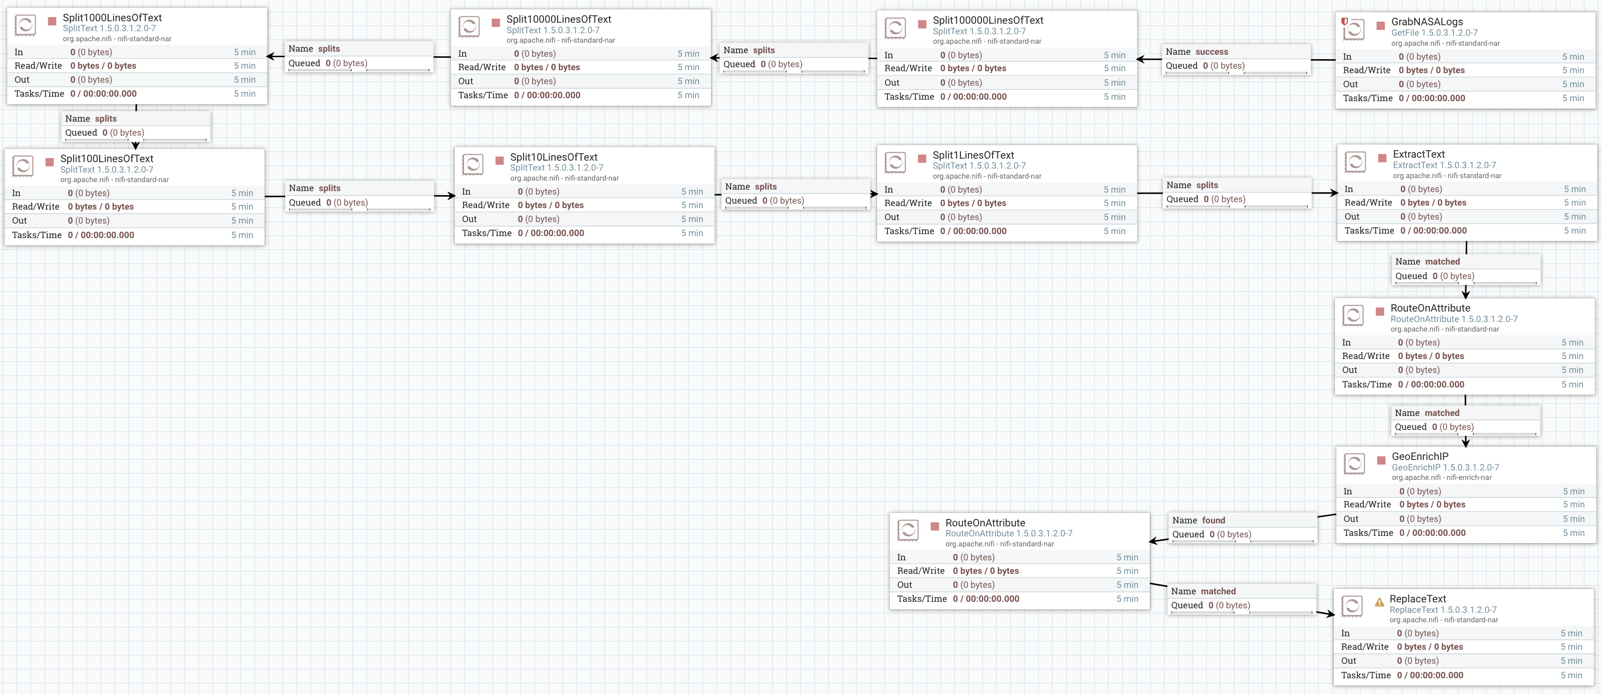 Split1000LinesOfText
SplitText 1.5.0.3.1.2.0-7
org.apache.nifi - nifi-standard-nar
In 0 (0 bytes) 5 min
Read/Write 0 bytes / 0 bytes 5 min
Out 0 (0 bytes) 5 min
Tasks/Time 0 / 00:00:00.000 5 min
Name splits
Queued 0 (0 bytes)
Split10000LinesOfText
SplitText 1.5.0.3.1.2.0-7
org.apache.nifi - nifi-standard-nar
In 0 (0 bytes) 5 min
Read/Write 0 bytes / 0 bytes 5 min
Out 0 (0 bytes) 5 min
Tasks/Time 0 / 00:00:00.000 5 min
Name splits
Queued 0 (0 bytes)
Split100000LinesOfText
SplitText 1.5.0.3.1.2.0-7
org.apache.nifi - nifi-standard-nar
In 0 (0 bytes) 5 min
Read/Write 0 bytes / 0 bytes 5 min
Out 0 (0 bytes) 5 min
Tasks/Time 0 / 00:00:00.000 5 min
Name success
Queued 0 (0 bytes)
GrabNASALogs
GetFile 1.5.0.3.1.2.0-7
org.apache.nifi - nifi-standard-nar
In 0 (0 bytes) 5 min
Read/Write 0 bytes / 0 bytes 5 min
Out 0 (0 bytes) 5 min
Tasks/Time 0 / 00:00:00.000 5 min
Name splits
Queued 0 (0 bytes)
Split100LinesOfText
SplitText 1.5.0.3.1.2.0-7
org.apache.nifi - nifi-standard-nar
In 0 (0 bytes) 5 min
Read/Write 0 bytes / 0 bytes 5 min
Out 0 (0 bytes) 5 min
Tasks/Time 0 / 00:00:00.000 5 min
Name splits
Queued 0 (0 bytes)
Split10LinesOfText
SplitText 1.5.0.3.1.2.0-7
org.apache.nifi - nifi-standard-nar
In 0 (0 bytes) 5 min
Read/Write 0 bytes / 0 bytes 5 min
Out 0 (0 bytes) 5 min
Tasks/Time 0 / 00:00:00.000 5 min
Name splits
Queued 0 (0 bytes)
Split1LinesOfText
SplitText 1.5.0.3.1.2.0-7
org.apache.nifi - nifi-standard-nar
In 0 (0 bytes) 5 min
Read/Write 0 bytes / 0 bytes 5 min
Out 0 (0 bytes) 5 min
Tasks/Time 0 / 00:00:00.000 5 min
Name splits
Queued 0 (0 bytes)
ExtractText
ExtractText 1.5.0.3.1.2.0-7
org.apache.nifi - nifi-standard-nar
In 0 (0 bytes) 5 min
Read/Write 0 bytes / 0 bytes 5 min
Out 0 (0 bytes) 5 min
Tasks/Time 0 / 00:00:00.000 5 min
Name matched
Queued 0 (0 bytes)
RouteOnAttribute
RouteOnAttribute 1.5.0.3.1.2.0-7
org.apache.nifi - nifi-standard-nar
In 0 (0 bytes) 5 min
Read/Write 0 bytes / 0 bytes 5 min
Out 0 (0 bytes) 5 min
Tasks/Time 0 / 00:00:00.000 5 min
Name matched
Queued 0 (0 bytes)
GeoEnrichIP
GeoEnrichIP 1.5.0.3.1.2.0-7
org.apache.nifi - nifi-enrich-nar
In 0 (0 bytes) 5 min
Read/Write 0 bytes / 0 bytes 5 min
Out 0 (0 bytes) 5 min
Tasks/Time 0 / 00:00:00.000 5 min
Name found
Queued 0 (0 bytes)
RouteOnAttribute
RouteOnAttribute 1.5.0.3.1.2.0-7
org.apache.nifi - nifi-standard-nar
In 0 (0 bytes) 5 min
Read/Write 0 bytes / 0 bytes 5 min
Out 0 (0 bytes) 5 min
Tasks/Time 0 / 00:00:00.000 5 min
Name matched
Queued 0 (0 bytes)
ReplaceText
ReplaceText 1.5.0.3.1.2.0-7
org.apache.nifi - nifi-standard-nar
In 0 (0 bytes) 5 min
Read/Write 0 bytes / 0 bytes 5 min
Out 0 (0 bytes) 5 min
Tasks/Time 0 / 00:00:00.000 5 min